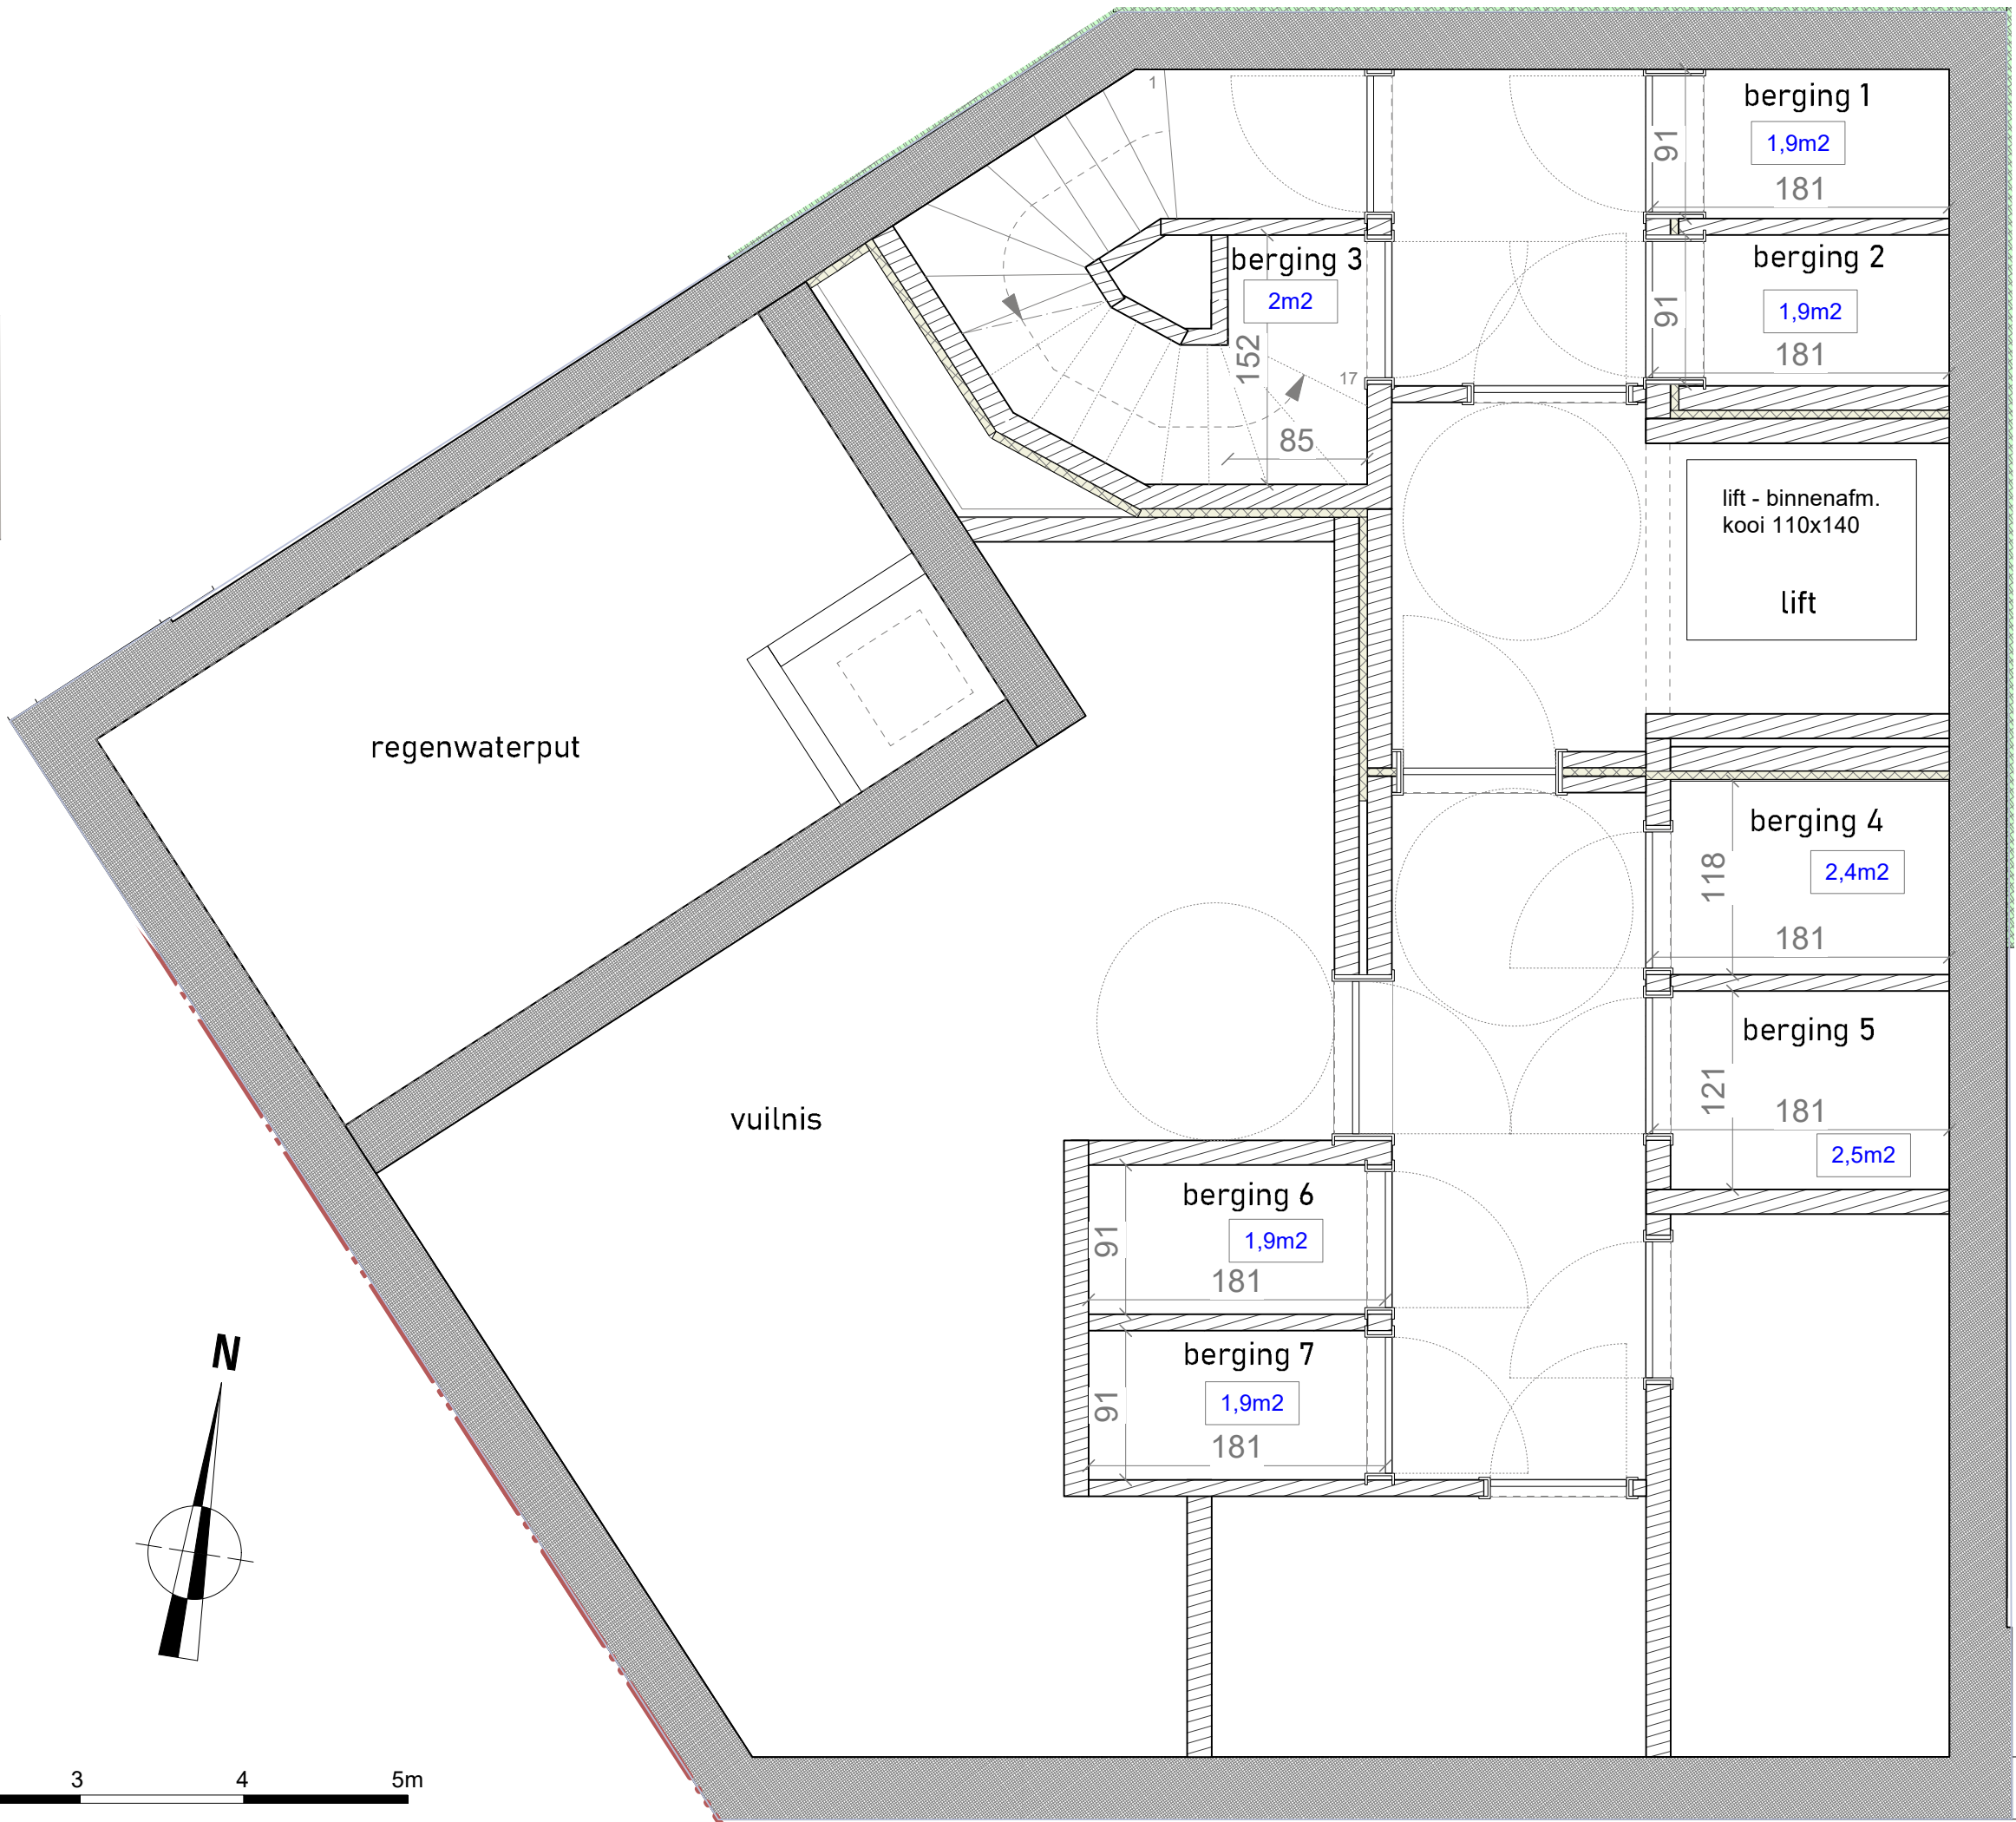 1
berging 1
1,9m2
91
181
berging 2
1,9m2
91
181
berging 3
2m2
152
17
85
lift - binnenafm.
kooi 110x140
lift
regenwaterput
berging 4
2,4m2
118
181
berging 5
121
181
2,5m2
vuilnis
berging 6
1,9m2
91
181
berging 7
1,9m2
91
181
N
3 4 5m